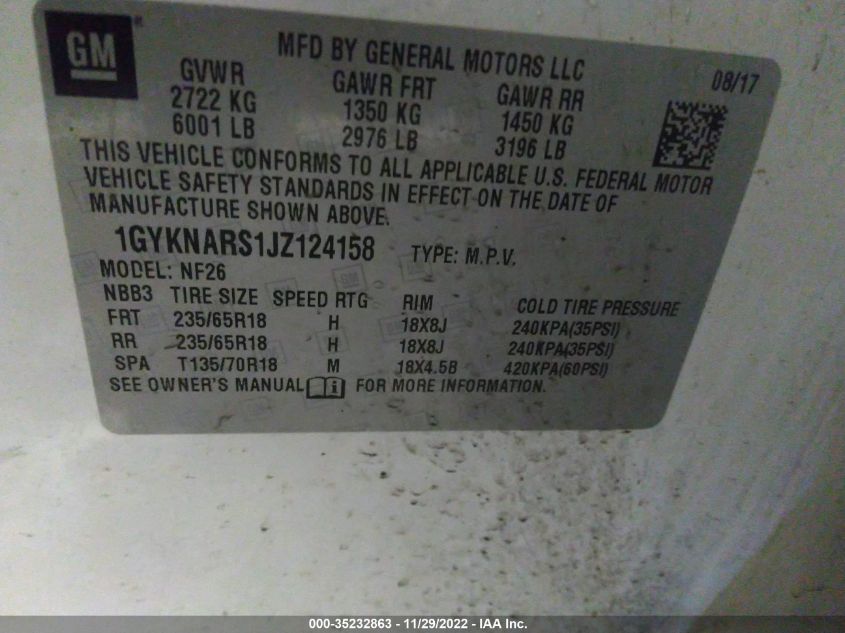 GM
MFD BY GENERAL MOTORS LLC
08/17
GVWR GAWR FRT GAWR RR
2722 KG 1350 KG 1450 KG
6001 LB 2976 LB 3196 LB
THIS VEHICLE CONFORMS TO ALL APPLICABLE U.S. FEDERAL MOTOR
VEHICLE SAFETY STANDARDS IN EFFECT ON THE DATE OF
MANUFACTURE SHOWN ABOVE.
1GYKNARS1JZ124158 TYPE: M.P.V.
MODEL: NF26
NBB3 TIRE SIZE SPEED RTG RIM COLD TIRE PRESSURE
FRT 235/65R18 H 18X8J 240KPA(35PSI)
RR 235/65R18 H 18X8J 240KPA(35PSI)
SPA T135/70R18 M 18X4.5B 420KPA(60PSI)
SEE OWNER'S MANUAL FOR MORE INFORMATION.
000-35232863 - 11/29/2022 - IAA Inc.